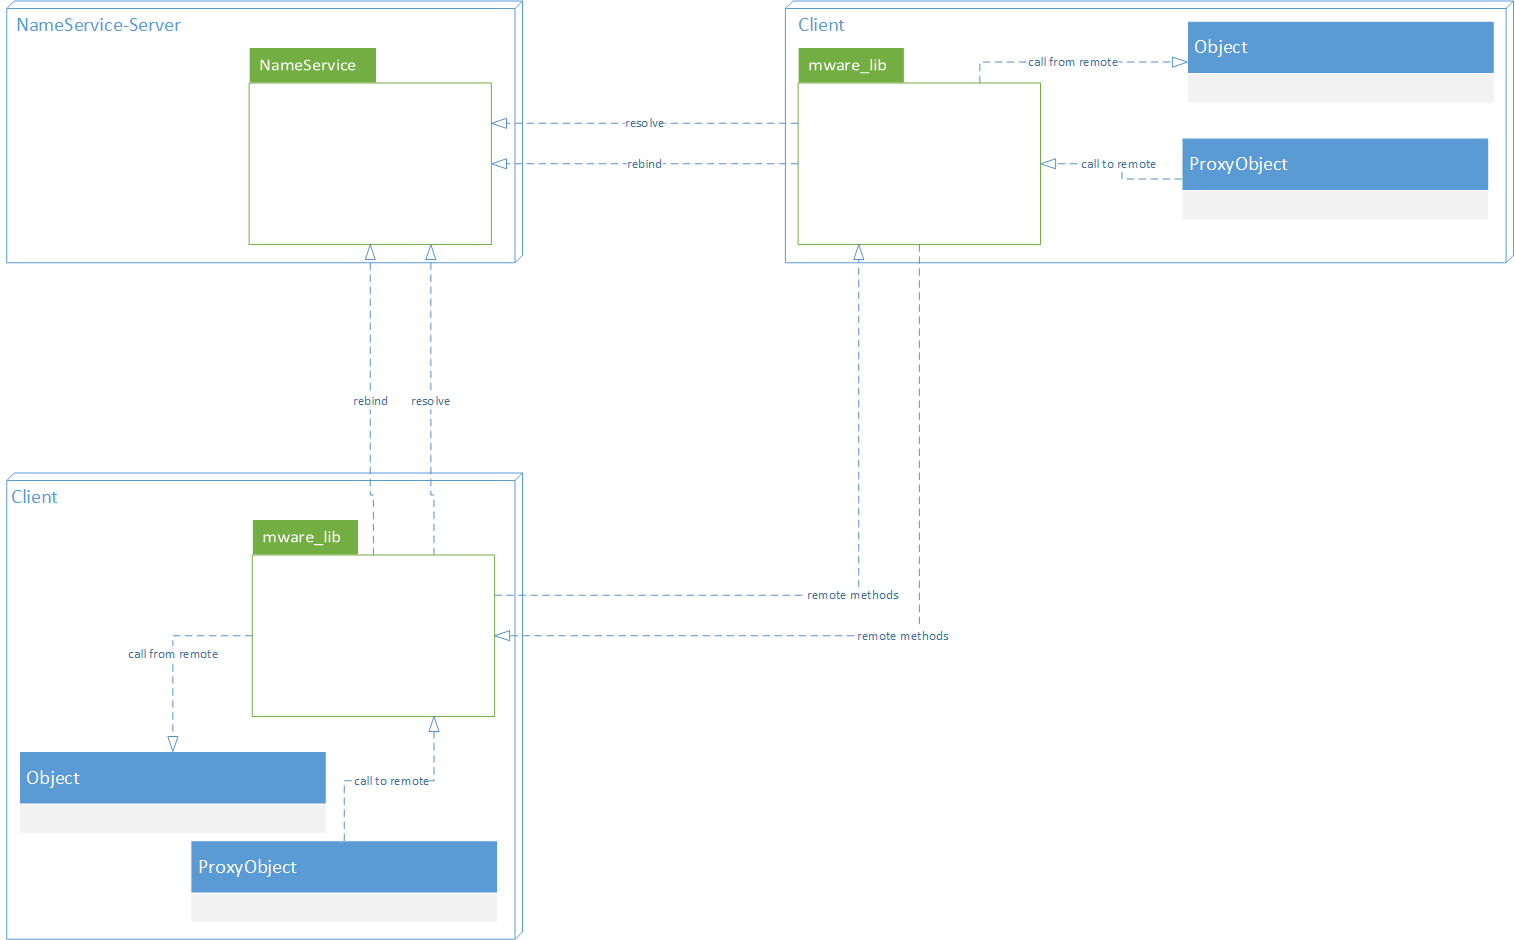 NameService-Server
NameService
Client
mware_lib
call from remote
Object
resolve
rebind
call to remote
ProxyObject
rebind
resolve
Client
mware_lib
remote methods
remote methods
call from remote
Object
call to remote
ProxyObject